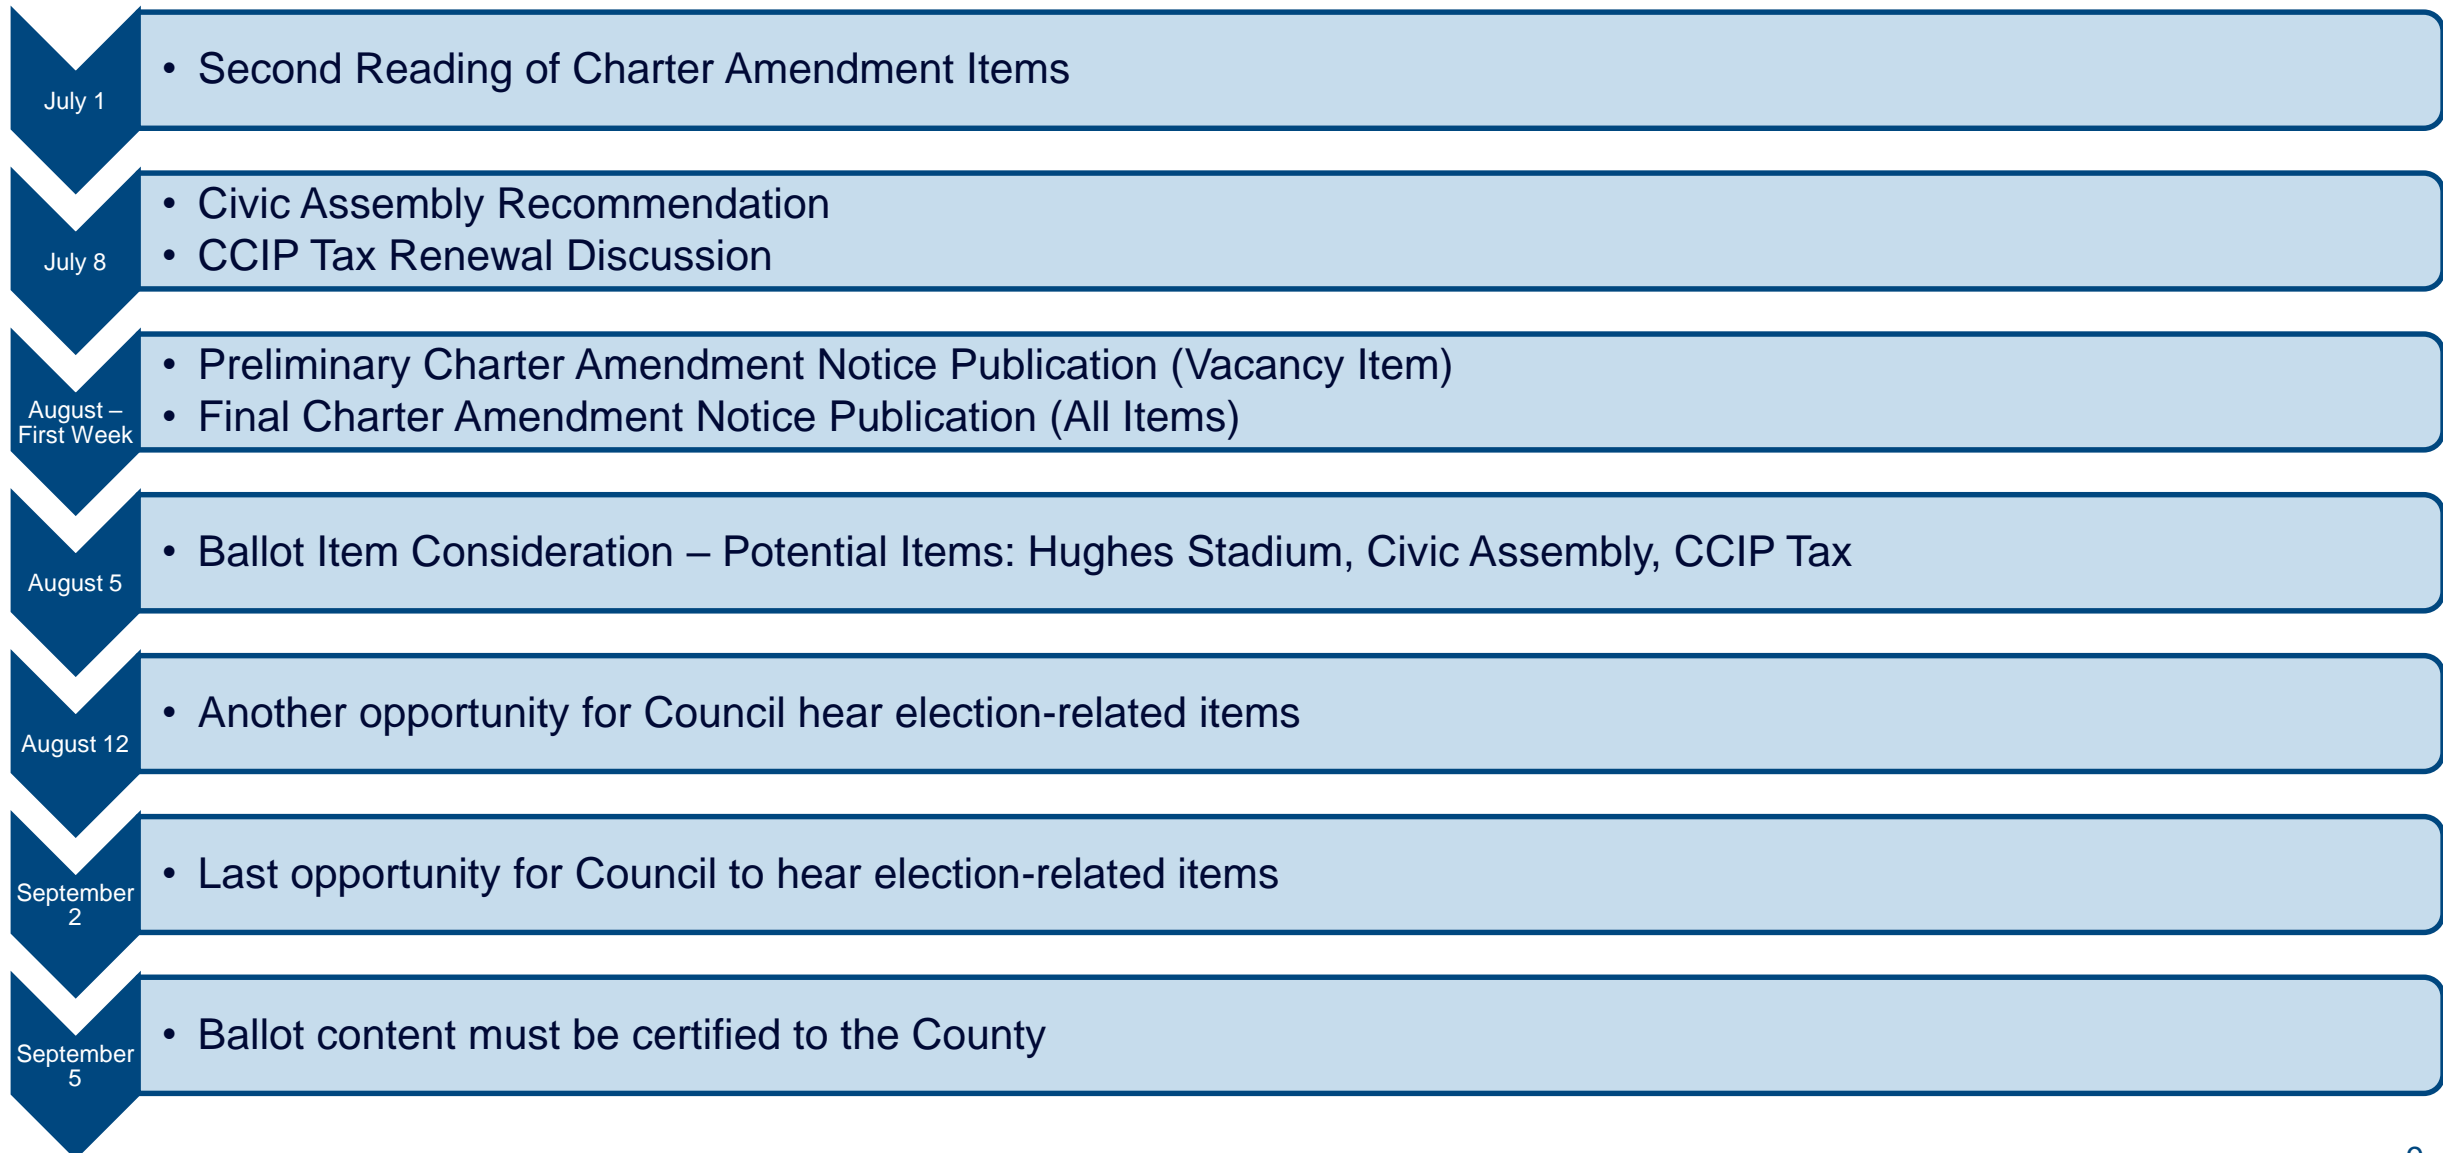 July 1
• Second Reading of Charter Amendment Items
July 8
• Civic Assembly Recommendation
• CCIP Tax Renewal Discussion
August –
First Week
• Preliminary Charter Amendment Notice Publication (Vacancy Item)
• Final Charter Amendment Notice Publication (All Items)
August 5
• Ballot Item Consideration – Potential Items: Hughes Stadium, Civic Assembly, CCIP Tax
August 12
• Another opportunity for Council hear election-related items
September
2
• Last opportunity for Council to hear election-related items
September
5
• Ballot content must be certified to the County